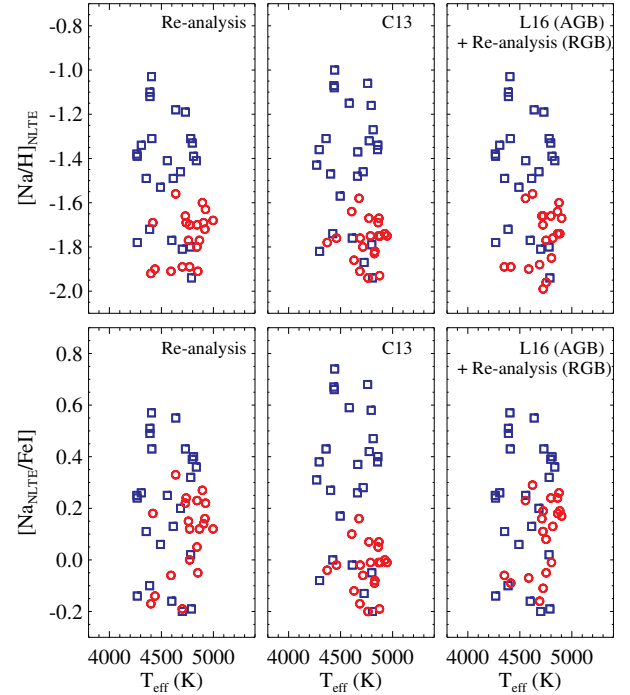 Re-analysis
C13
L16 (AGB)
+ Re-analysis (RGB)
[Na/H]NLTE
-0.8
-1.0
-1.2
-1.4
-1.6
-1.8
-2.0
Re-analysis
C13
L16 (AGB)
+ Re-analysis (RGB)
[NaNLTE/FeI]
0.8
0.6
0.4
0.2
0.0
-0.2
4000 4500 5000
4000 4500 5000
4000 4500 5000
Teff (K)
Teff (K)
Teff (K)